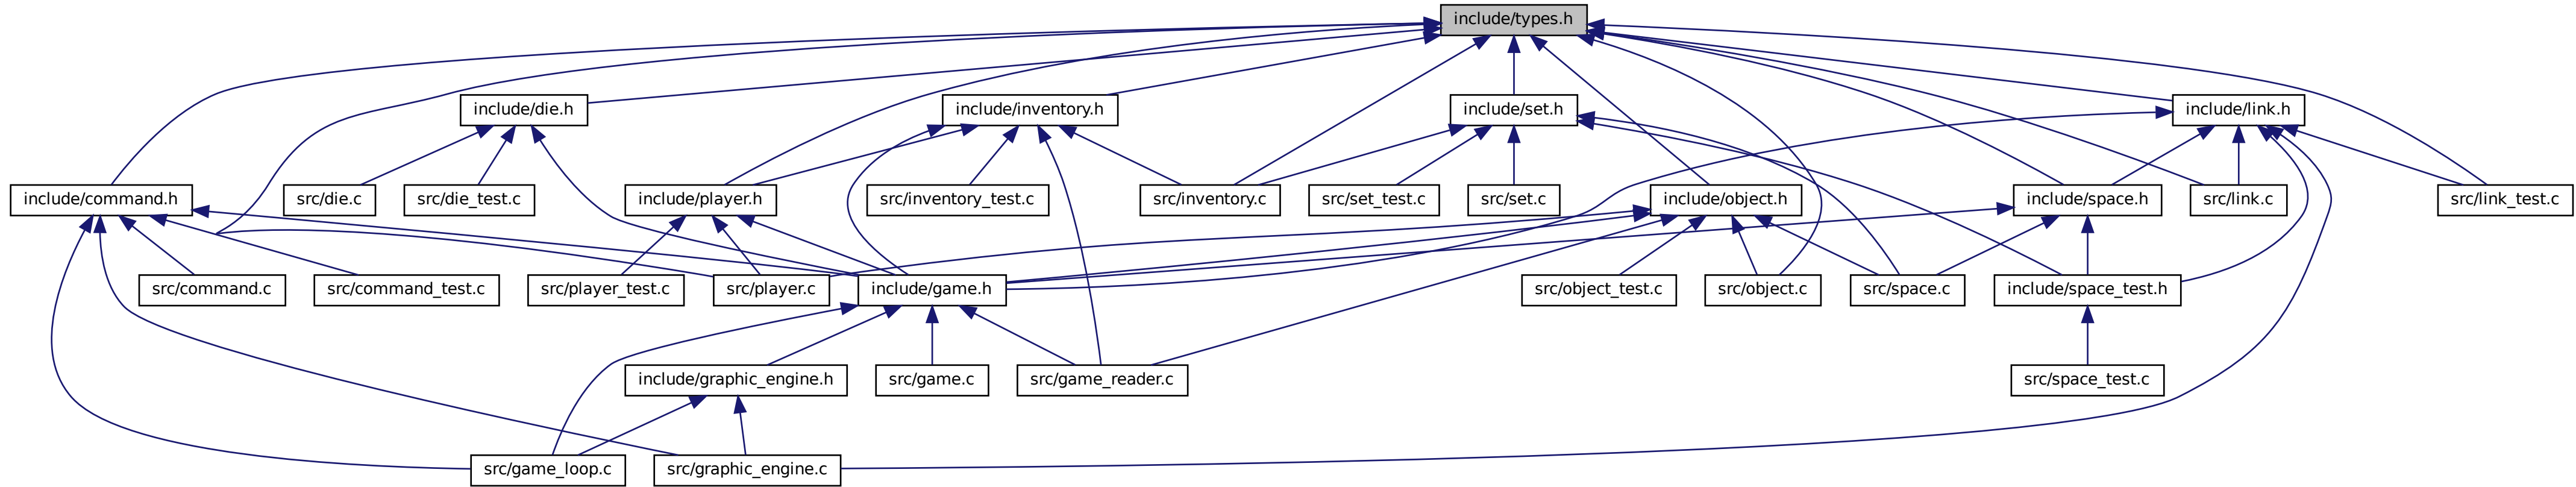 include/types.h
include/die.h
include/inventory.h
include/set.h
include/link.h
include/command.h
src/die.c
src/die_test.c
include/player.h
src/inventory_test.c
src/inventory.c
src/set_test.c
src/set.c
include/object.h
include/space.h
src/link.c
src/link_test.c
src/command.c
src/command_test.c
src/player_test.c
src/player.c
include/game.h
src/object_test.c
src/object.c
src/space.c
include/space_test.h
include/graphic_engine.h
src/game.c
src/game_reader.c
src/space_test.c
src/game_loop.c
src/graphic_engine.c